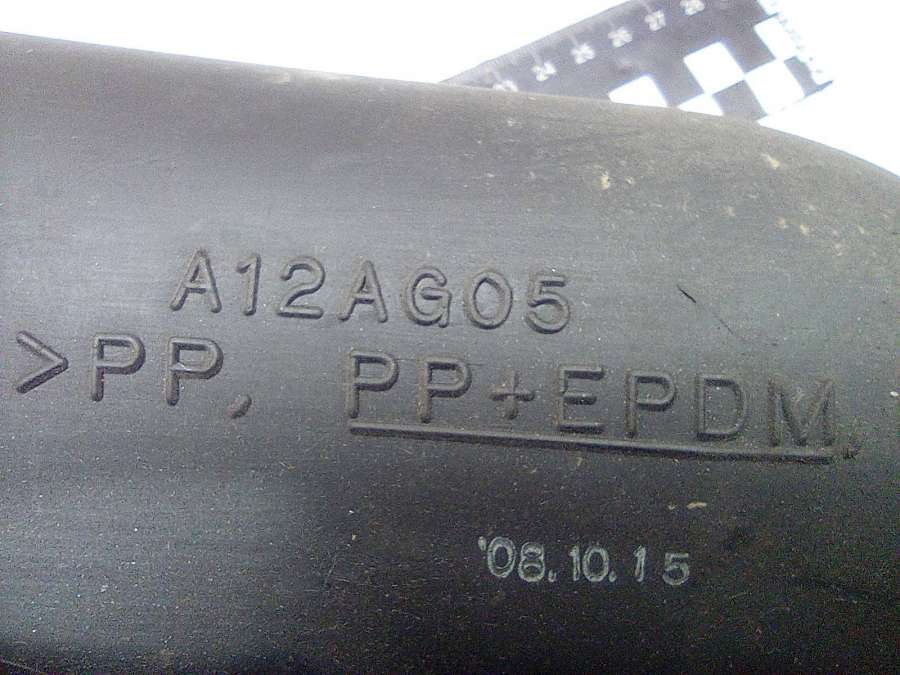 A12AG05
>PP, PP+EPDM,
'08.10.15